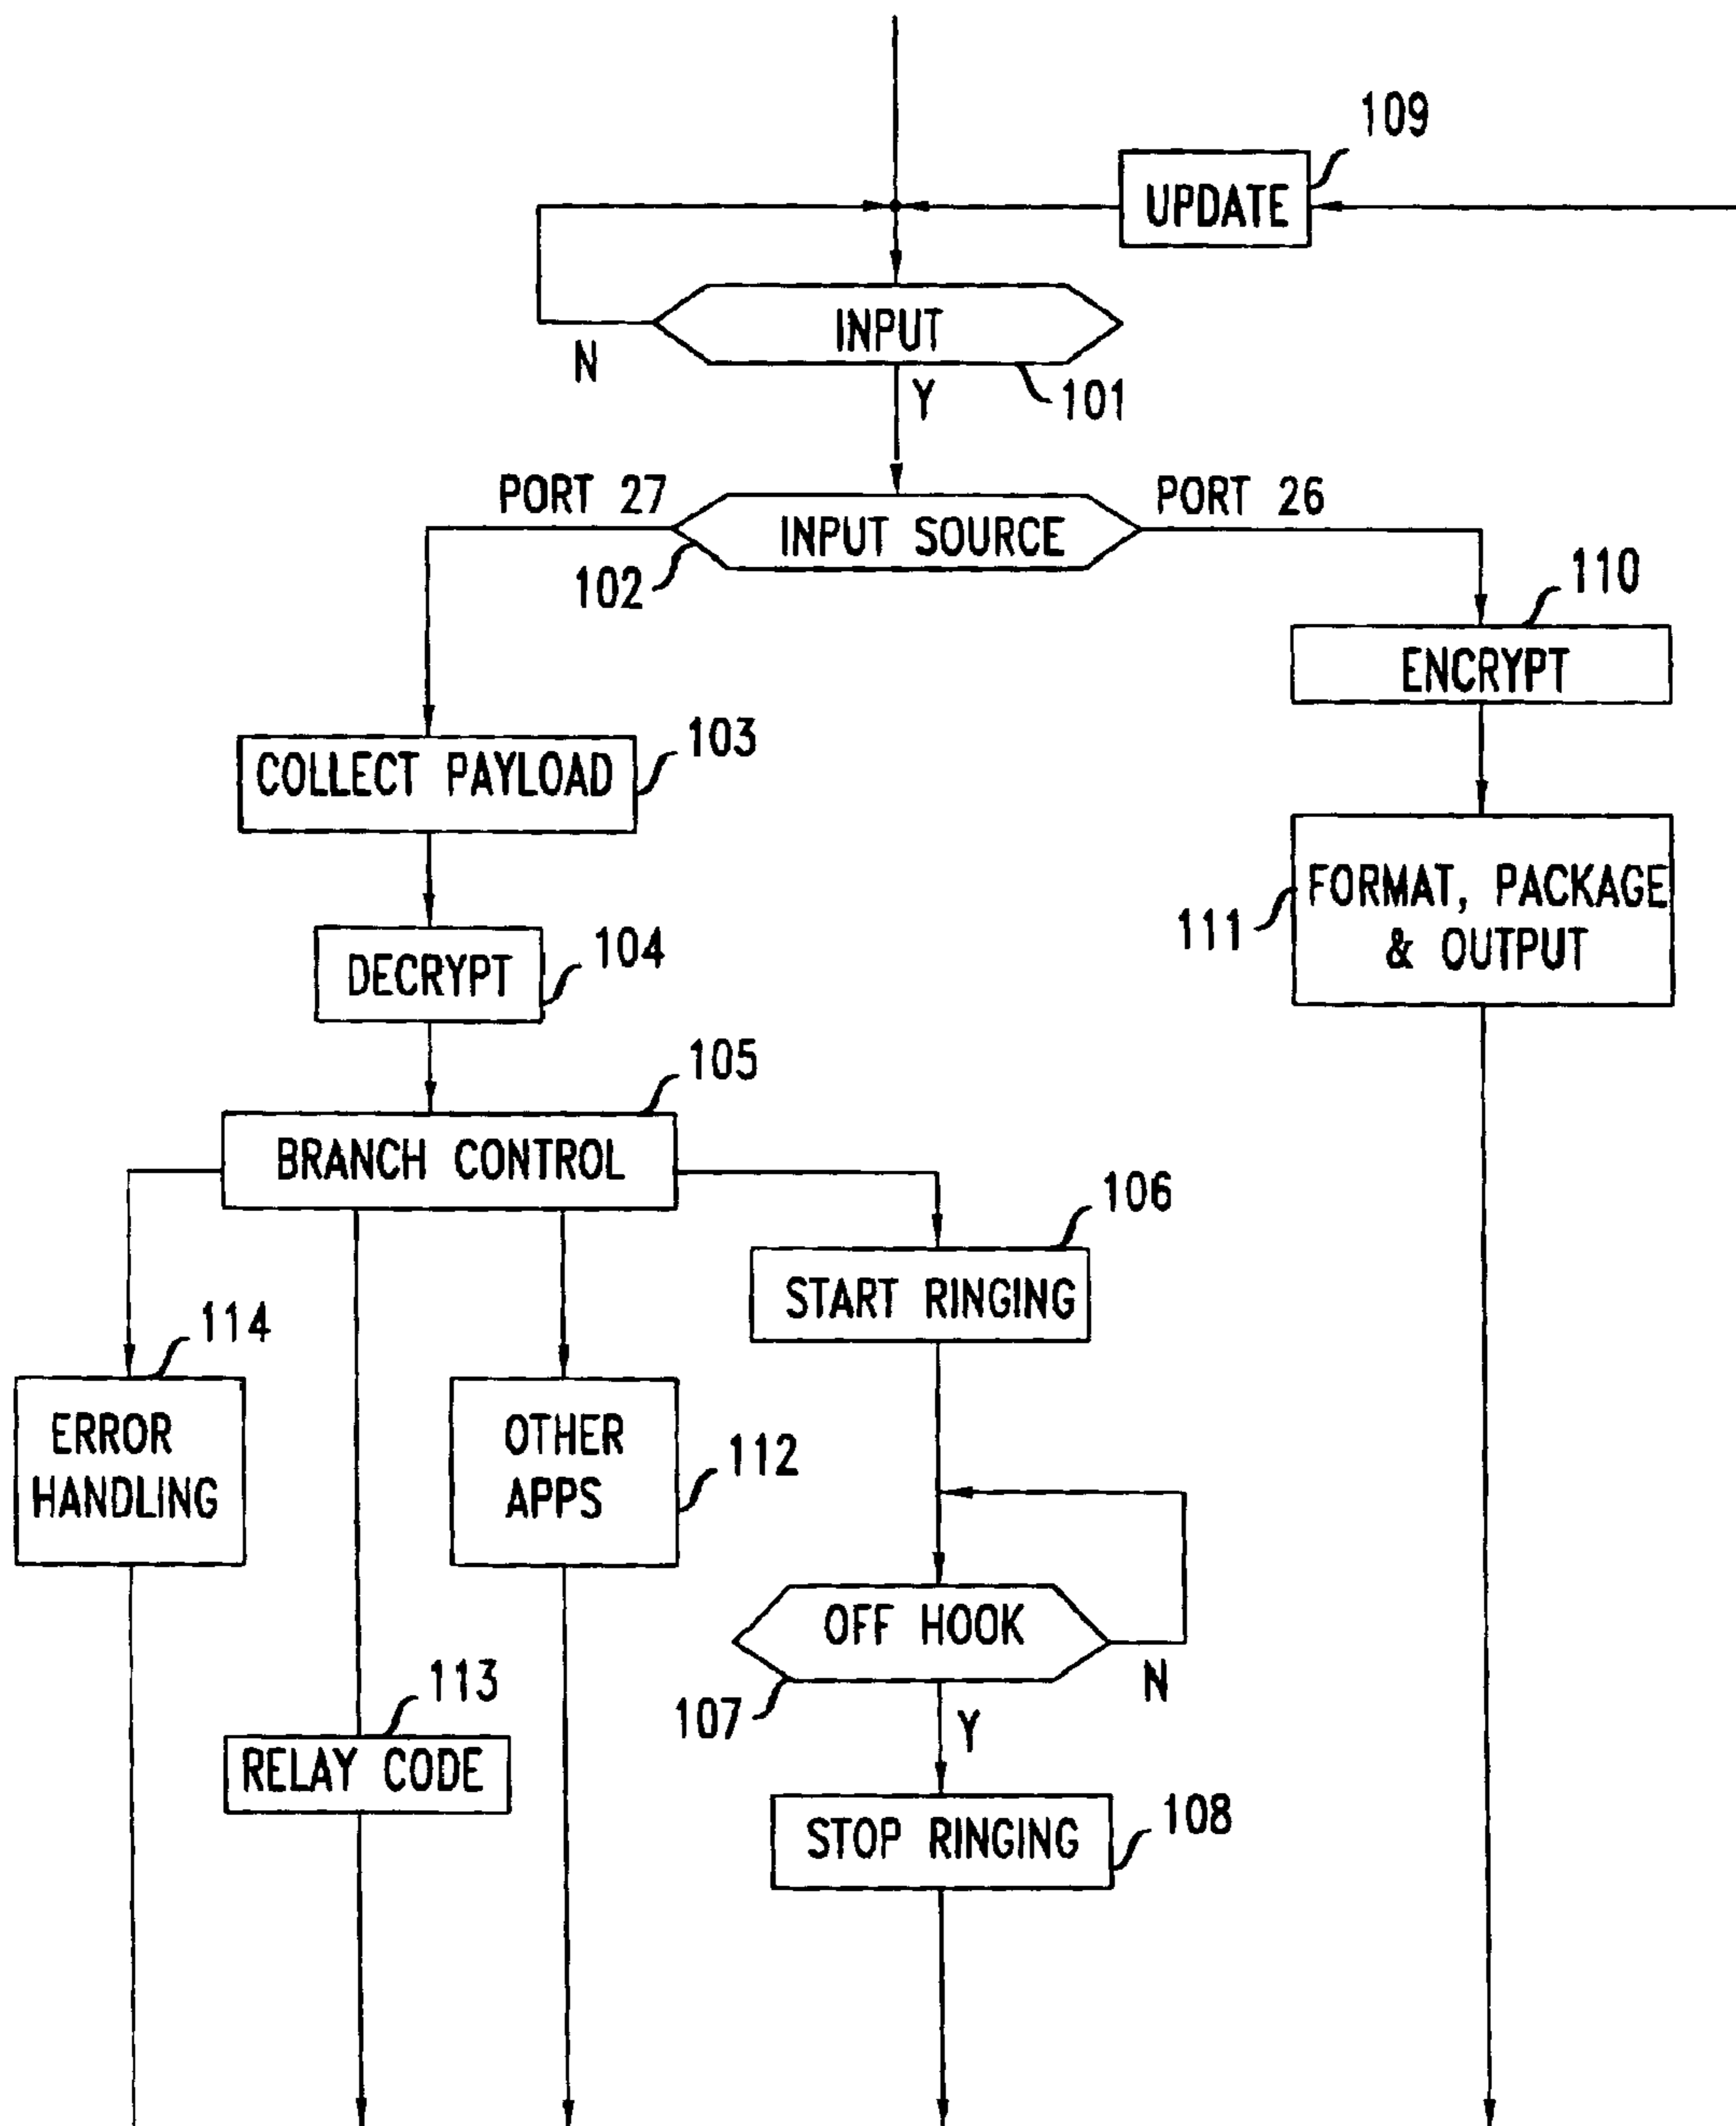 109
UPDATE
INPUT
N
Y
101
PORT 27
INPUT SOURCE
PORT 26
102
110
ENCRYPT
103
COLLECT PAYLOAD
FORMAT, PACKAGE
& OUTPUT
111
104
DECRYPT
105
BRANCH CONTROL
106
START RINGING
114
ERROR
HANDLING
OTHER
APPS
112
OFF HOOK
N
107
Y
113
RELAY CODE
STOP RINGING
108